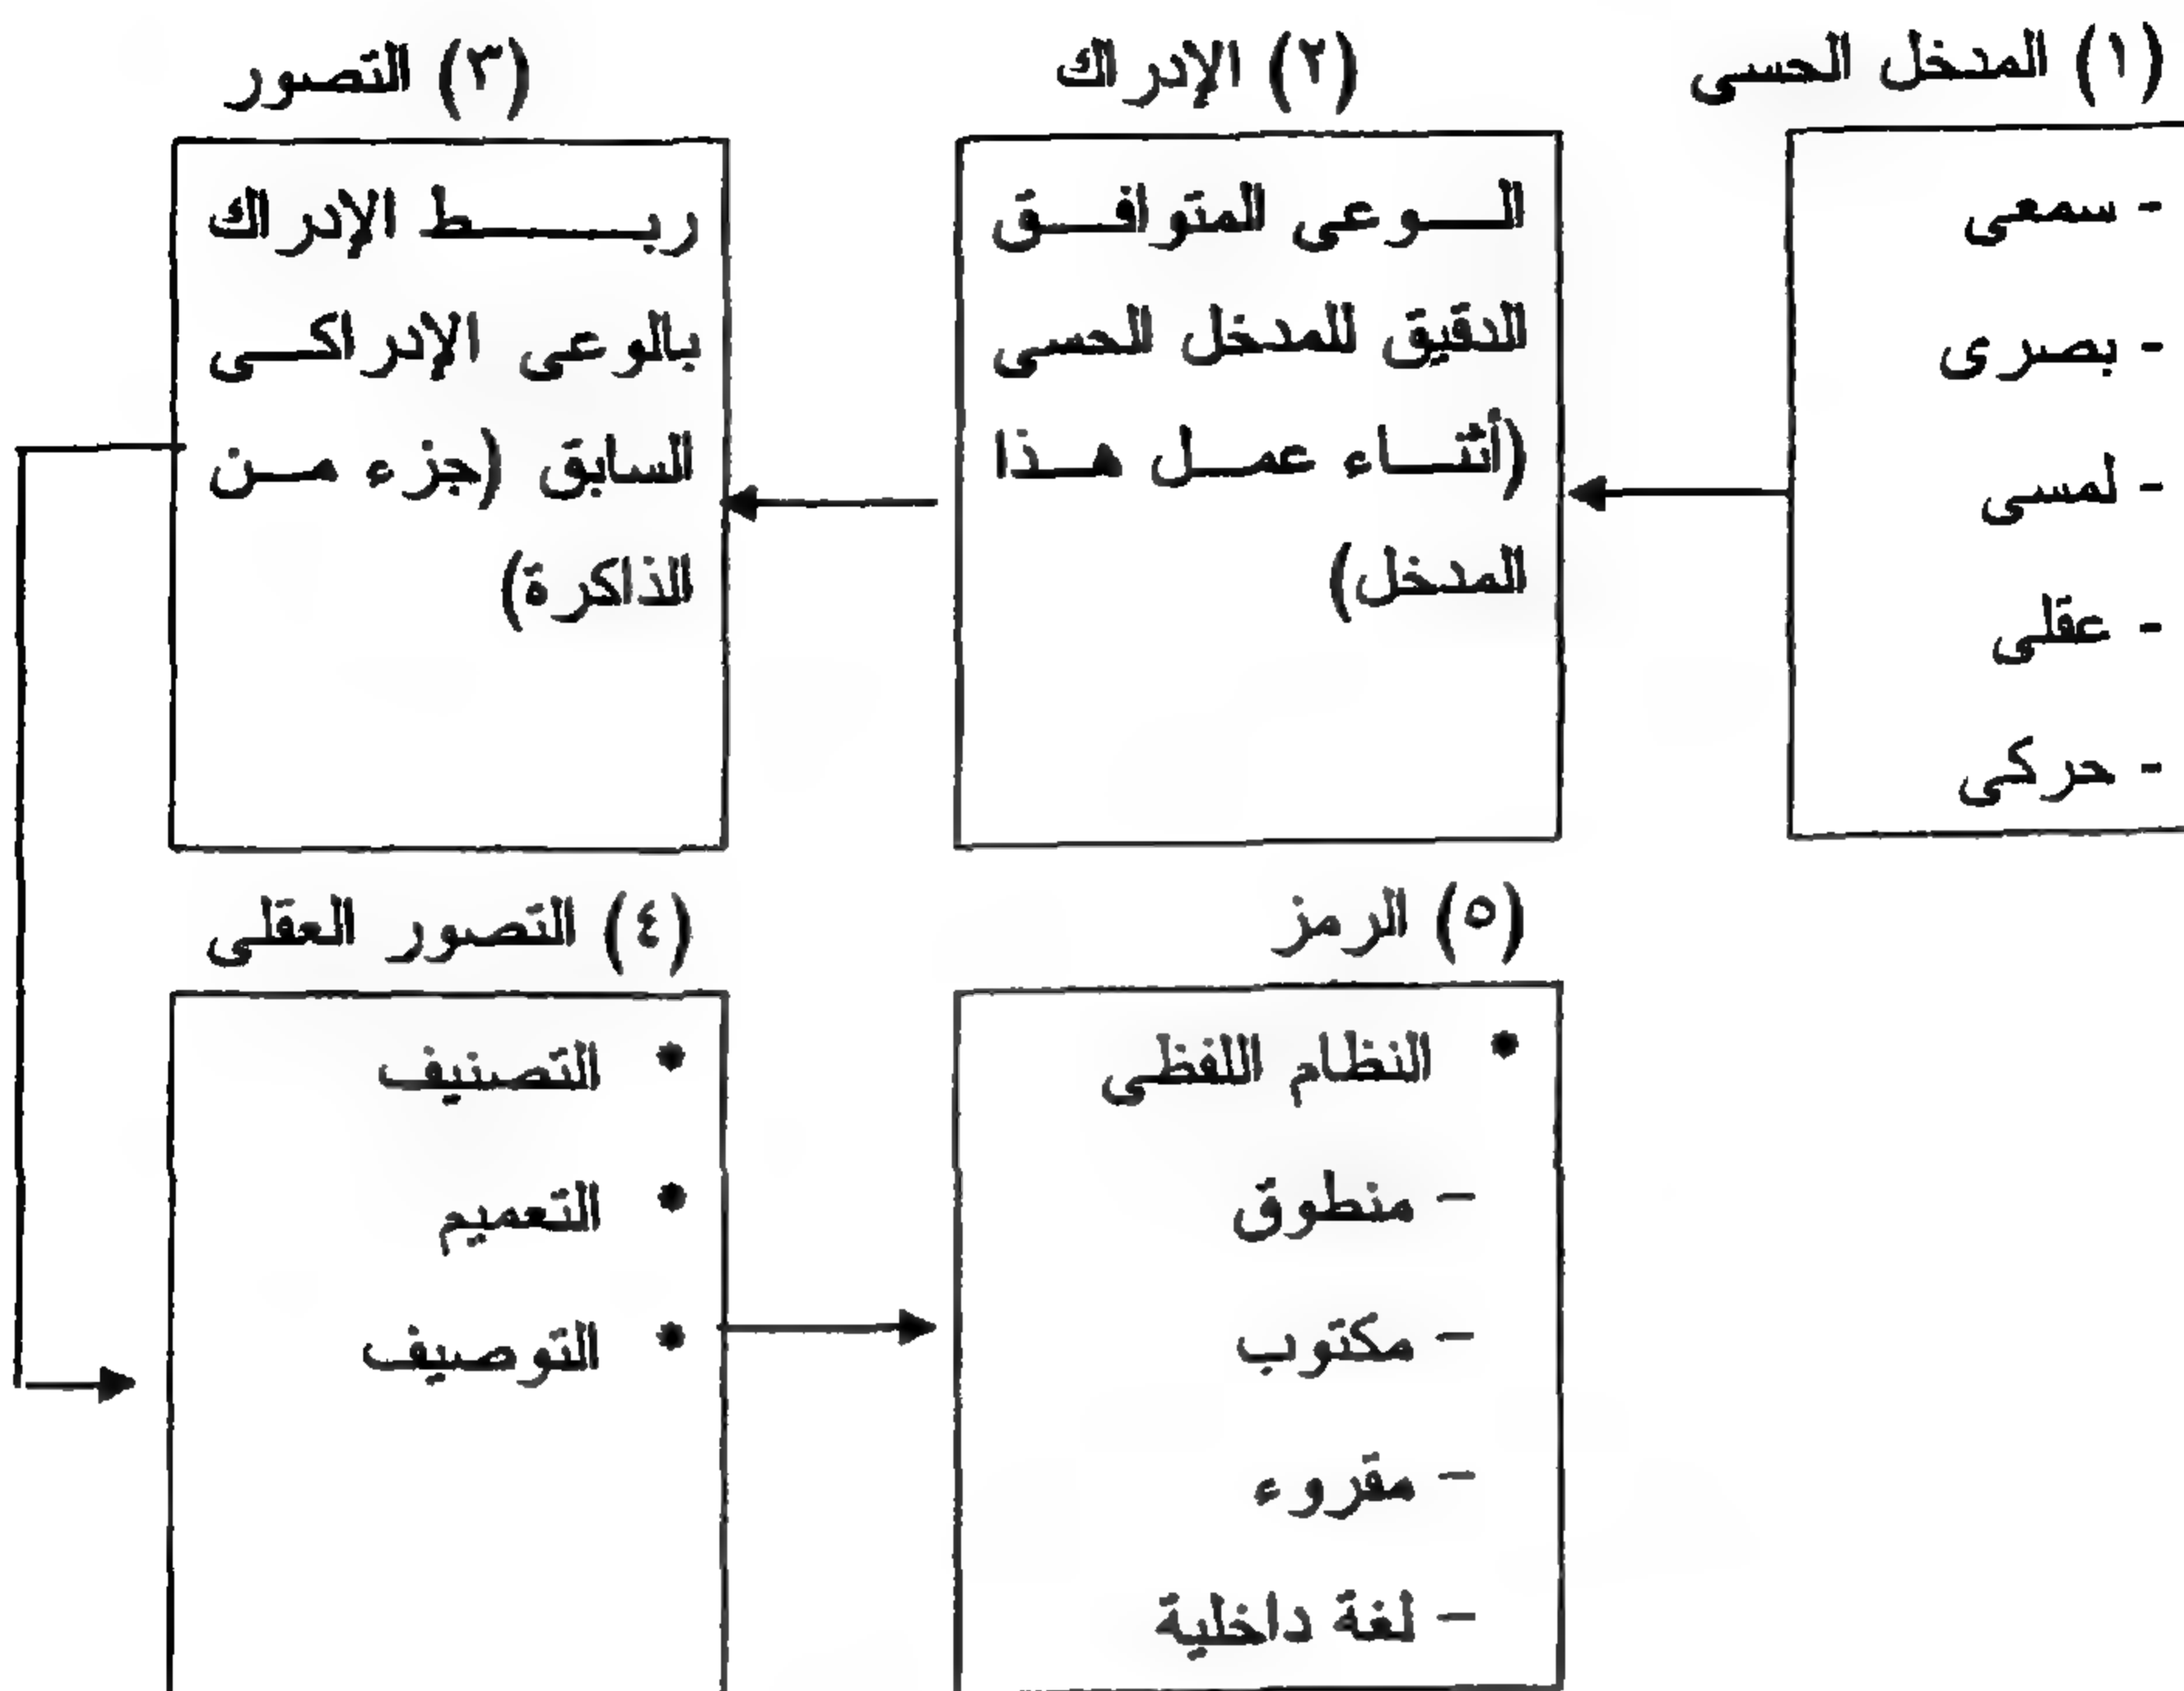 (١) المدخل الحسى
- سمعى
- بصرى
- لمسى
- عقلى
- حركى
(٢) الإدراك
الوعى المتوافق
الدقيق للمدخل الحسى
(أثناء عمل هذا
المدخل)
(٣) التصور
ربط الإدراك
بالوعى الإدراكى
السابق (جزء من
الذاكرة)
(٤) التصور العقلى
• التصنيف
• التعميم
• التوصيف
(٥) الرمز
• النظام اللفظى
– منطوق
– مكتوب
– مقروء
– لغة داخلية